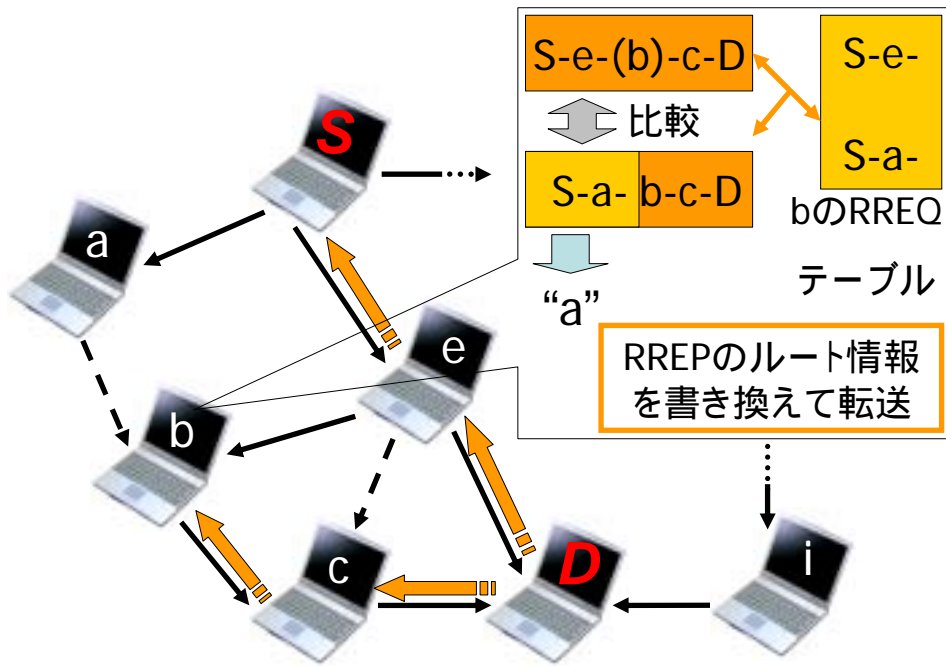 S-e-(b)-c-D
S-e-
比較
S-a-b-c-D
S-a-
bのRREQ
テーブル
“a”
RREPのルート情報
を書き換えて転送
S
a
e
b
c
D
i